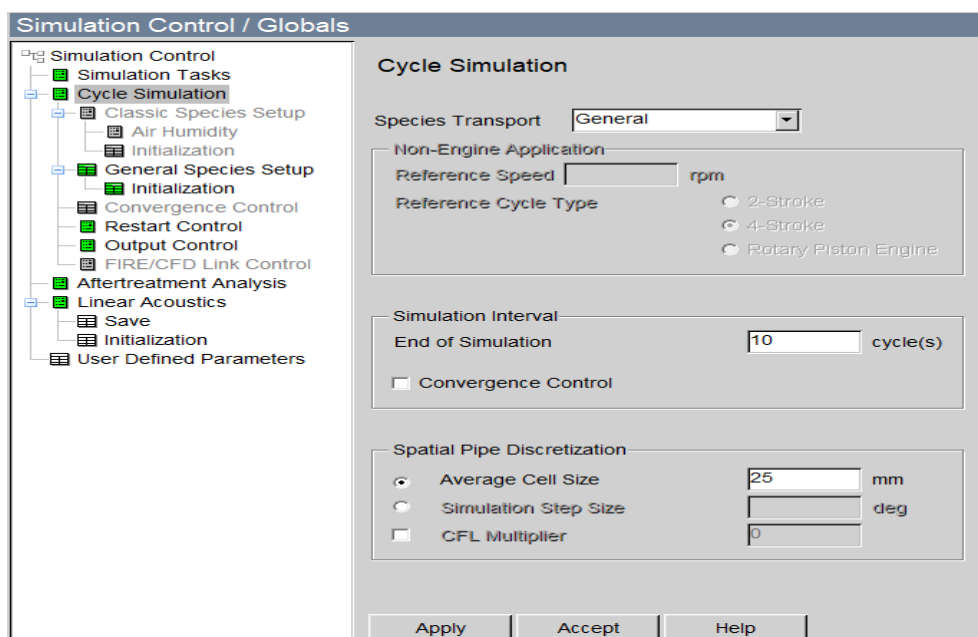 Simulation Control / Globals
Simulation Control
Simulation Tasks
Cycle Simulation
Classic Species Setup
Air Humidity
Initialization
General Species Setup
Initialization
Convergence Control
Restart Control
Output Control
FIRE/CFD Link Control
Aftertreatment Analysis
Linear Acoustics
Save
Initialization
User Defined Parameters
Cycle Simulation
Species Transport General
Non-Engine Application
Reference Speed rpm
Reference Cycle Type 2-Stroke
4-Stroke
Rotary Piston Engine
Simulation Interval
End of Simulation 10 cycle(s)
Convergence Control
Spatial Pipe Discretization
Average Cell Size 25 mm
Simulation Step Size deg
CFL Multiplier 0
Apply Accept Help